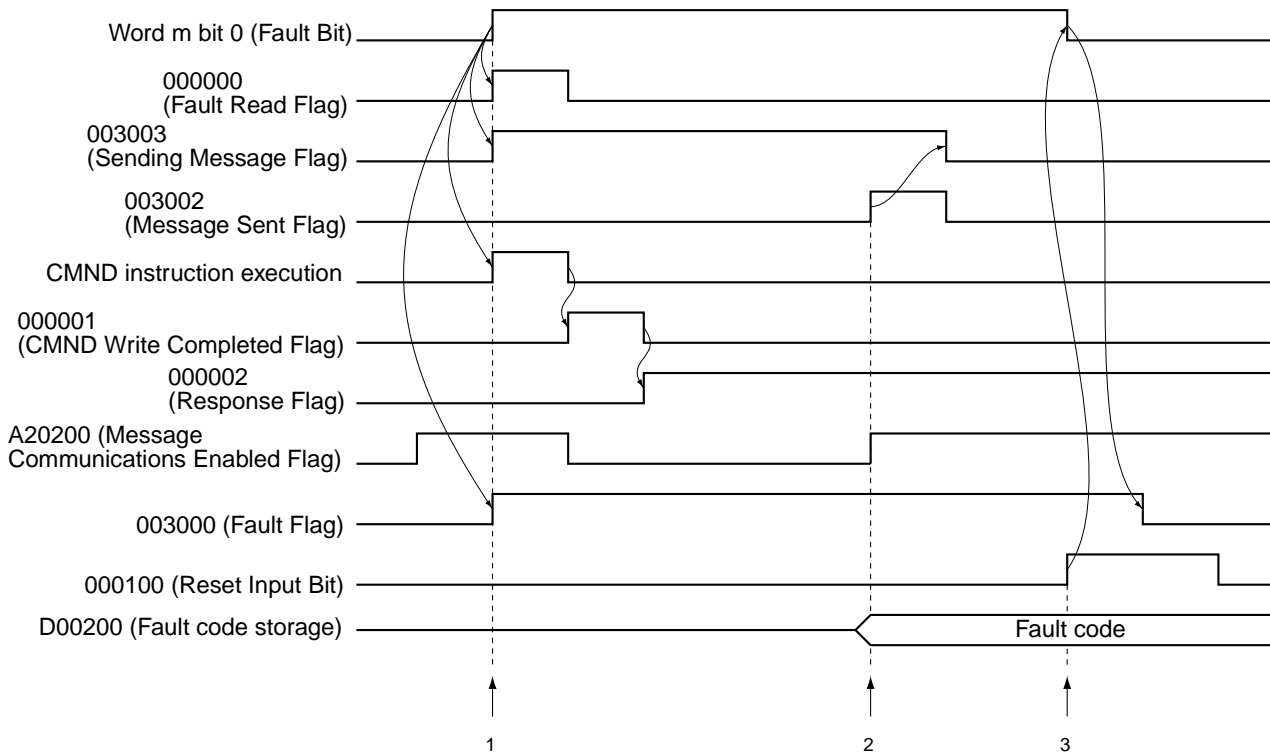 Word m bit 0 (Fault Bit)
000000
(Fault Read Flag)
003003
(Sending Message Flag)
003002
(Message Sent Flag)
CMND instruction execution
000001
(CMND Write Completed Flag)
000002
(Response Flag)
A20200 (Message
Communications Enabled Flag)
003000 (Fault Flag)
000100 (Reset Input Bit)
D00200 (Fault code storage)
Fault code
1
2
3